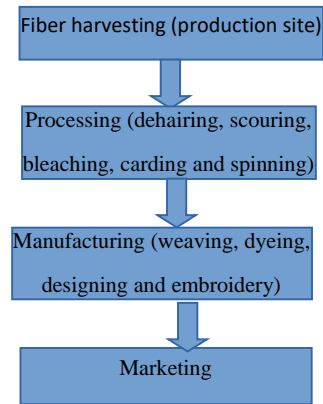 Fiber harvesting (production site)
Processing (dehairing, scouring,
bleaching, carding and spinning)
Manufacturing (weaving, dyeing,
designing and embroidery)
Marketing